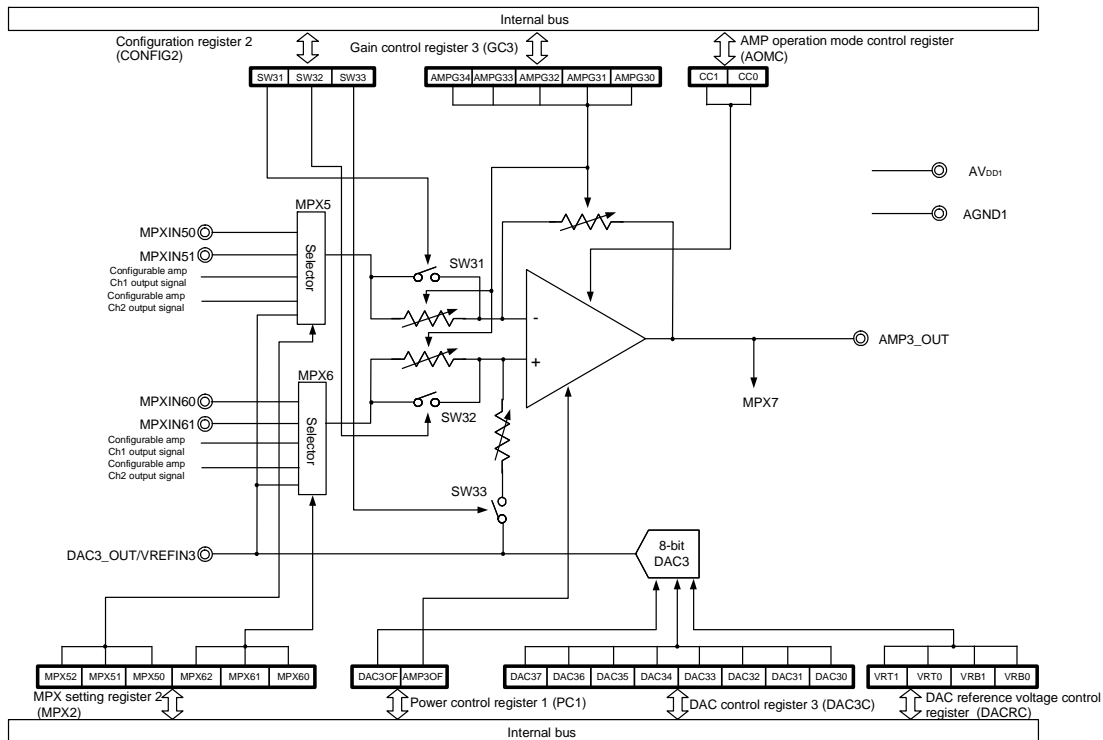 Internal bus
Configuration register 2
(CONFIG2)
Gain control register 3 (GC3)
AMP operation mode control register
(AOMC)
SW31 SW32 SW33
AMPG34 AMPG33 AMPG32 AMPG31 AMPG30
CC1 CC0
AVDD1
AGND1
MPX5
MPXIN50
MPXIN51
Selector
Configurable amp
Ch1 output signal
Configurable amp
Ch2 output signal
SW31
-
+
AMP3_OUT
MPX7
MPX6
MPXIN60
MPXIN61
Selector
Configurable amp
Ch1 output signal
Configurable amp
Ch2 output signal
SW32
SW33
DAC3_OUT/VREFIN3
8-bit
DAC3
MPX52 MPX51 MPX50 MPX62 MPX61 MPX60
DAC3OF AMP3OF
DAC37 DAC36 DAC35 DAC34 DAC33 DAC32 DAC31 DAC30
VRT1 VRT0 VRB1 VRB0
MPX setting register 2
(MPX2)
Power control register 1 (PC1)
DAC control register 3 (DAC3C)
DAC reference voltage control
register (DACRC)
Internal bus